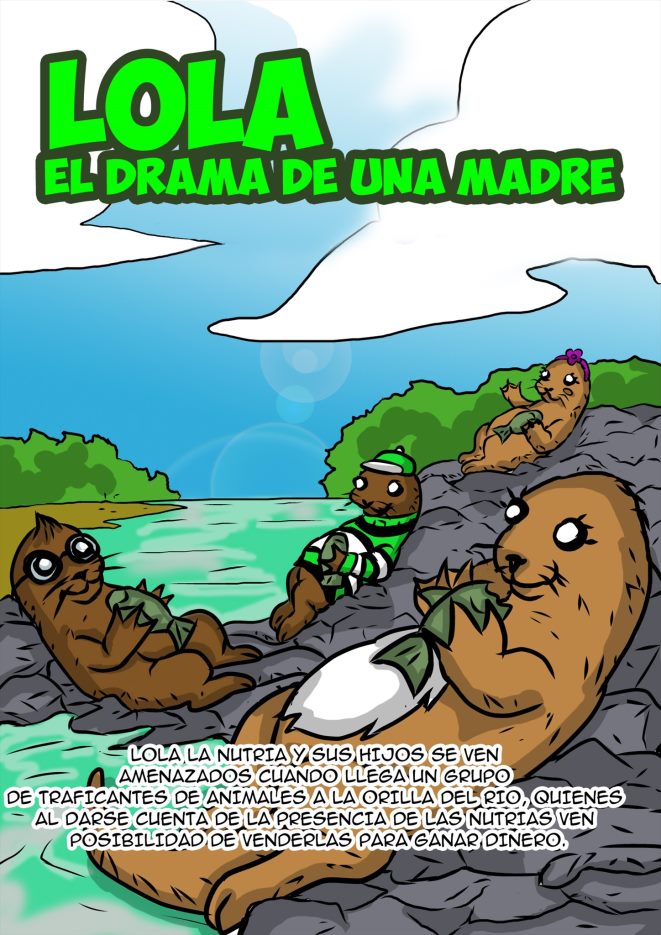 LOLA
EL DRAMA DE UNA MADRE
LOLA LA NUTRIA Y SUS HIJOS SE VEN
AMENAZADOS CUANDO LLEGA UN GRUPO
DE TRAFICANTES DE ANIMALES A LA ORILLA DEL RIO, QUIENES
AL DARSE CUENTA DE LA PRESENCIA DE LAS NUTRIAS VEN
POSIBILIDAD DE VENDERLAS PARA GANAR DINERO.